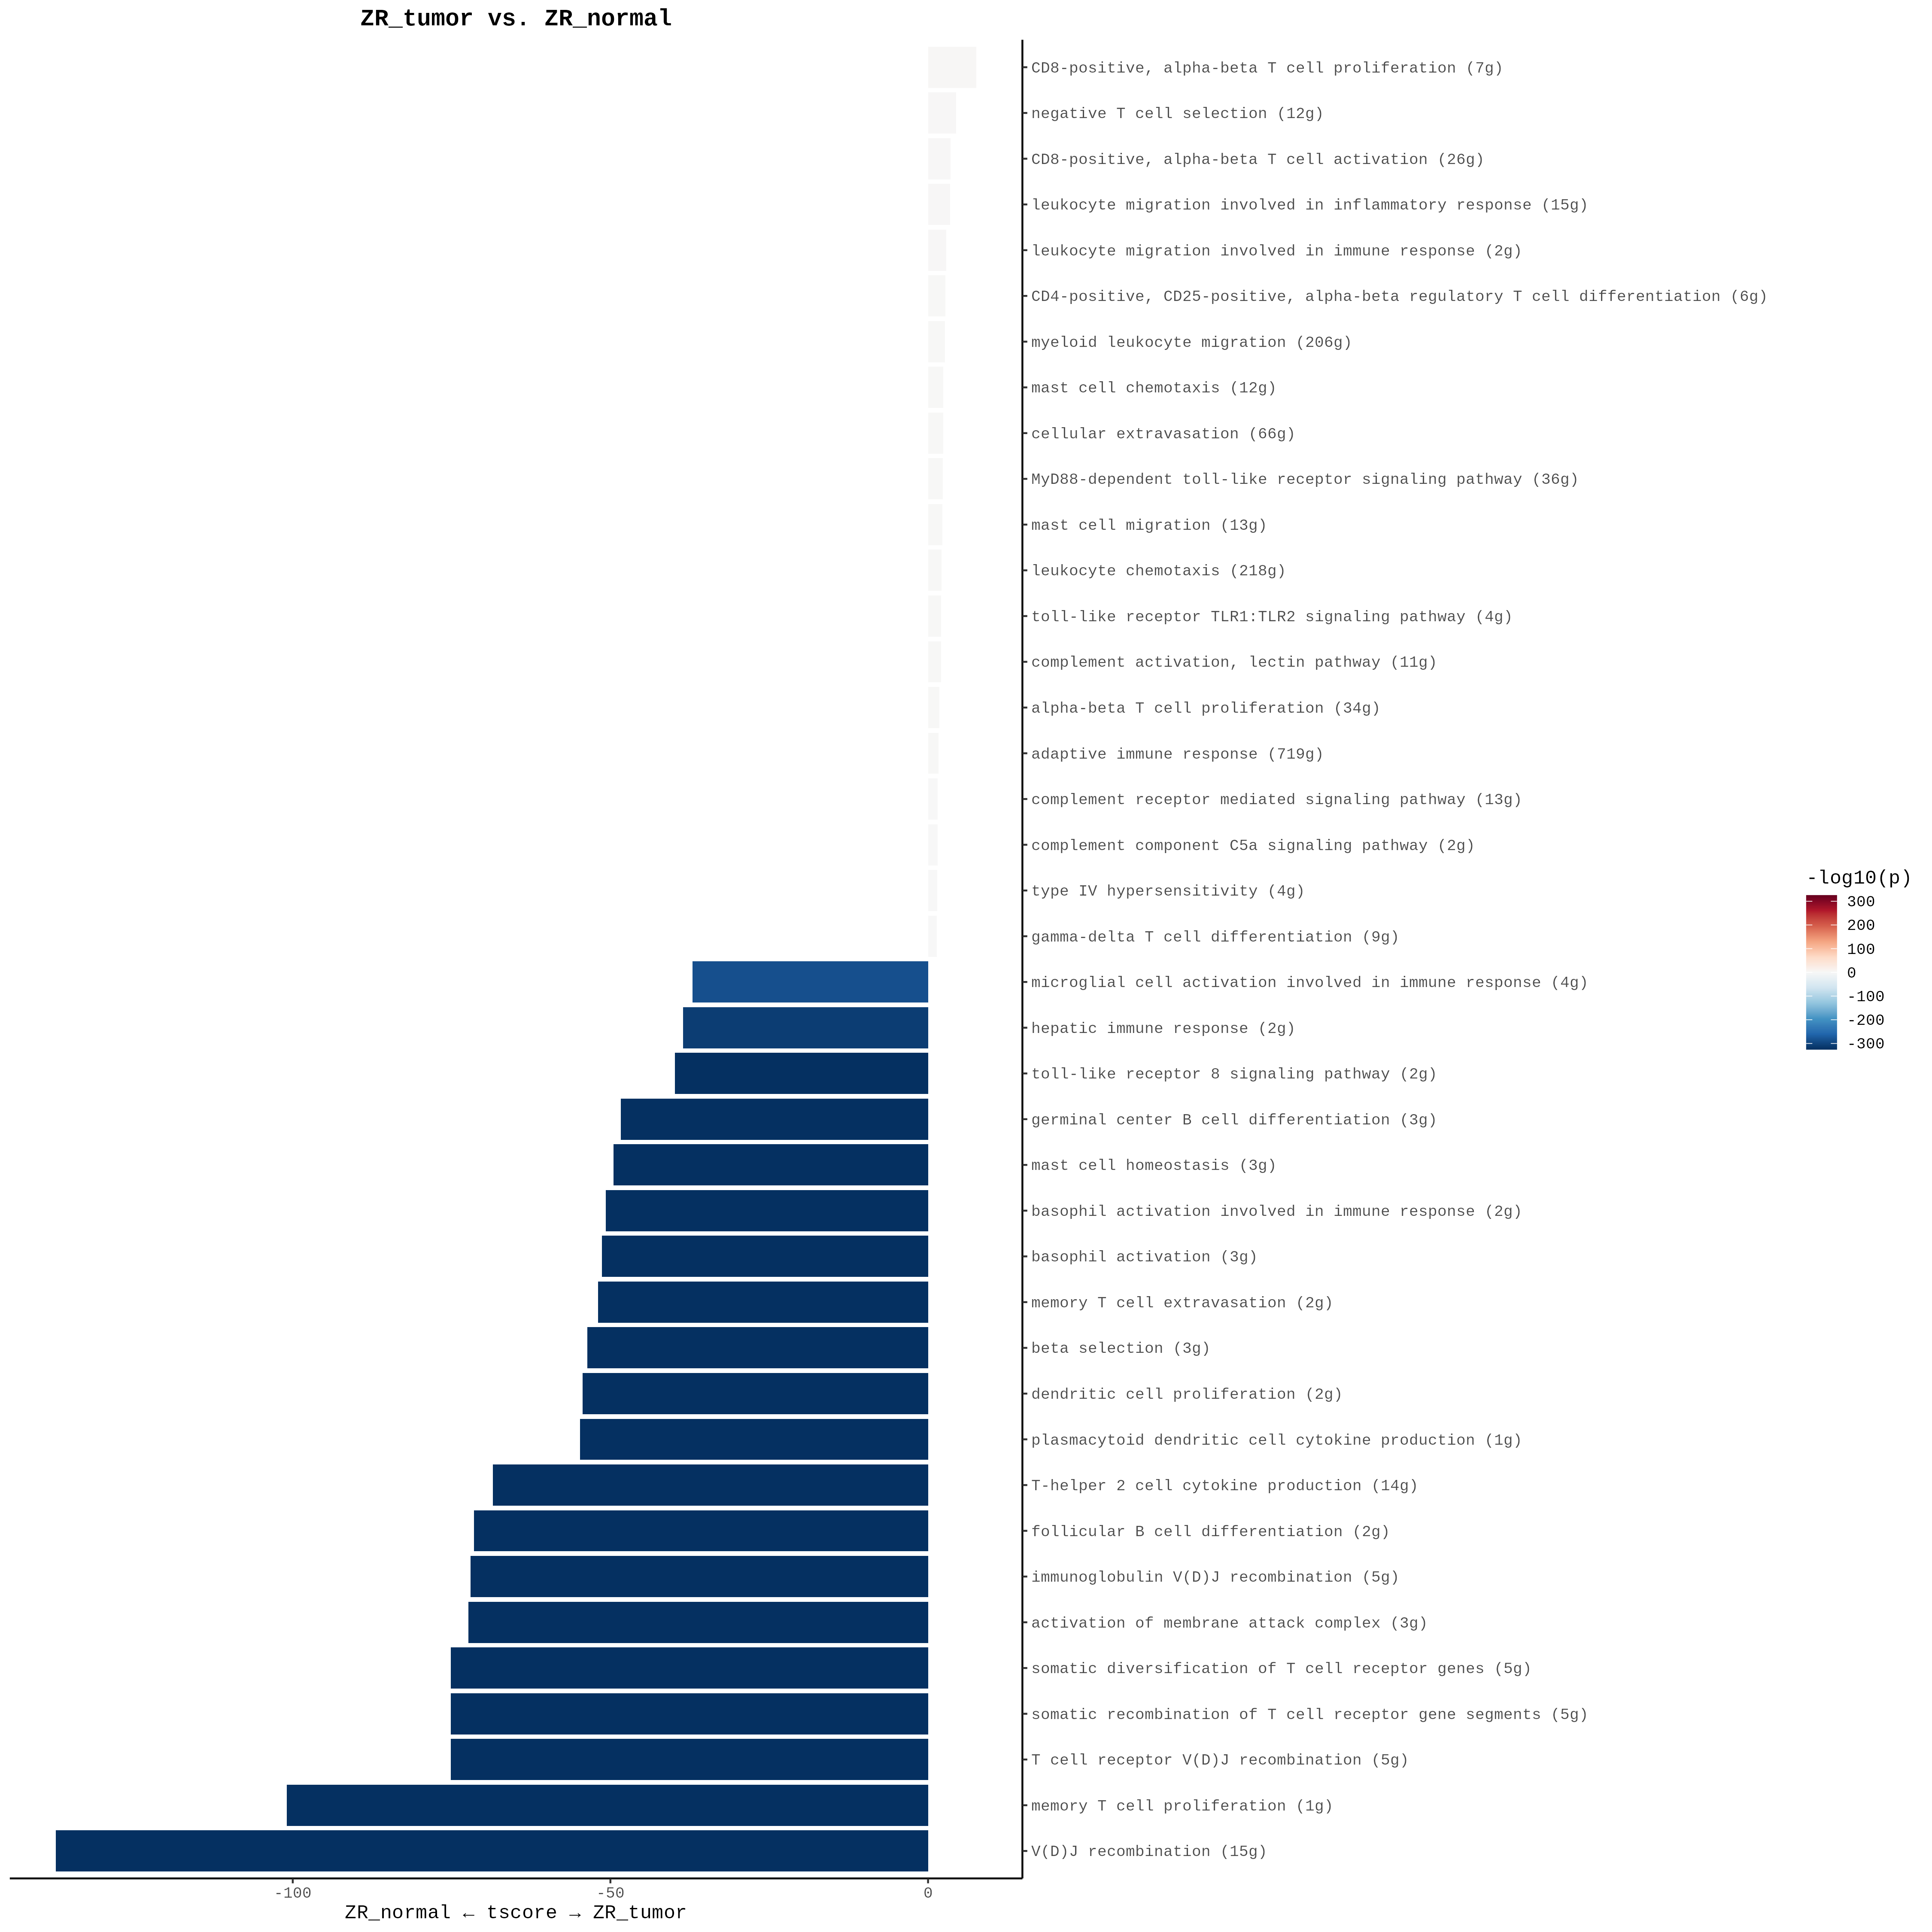 ZR_tumor vs. ZR_normal
CD8-positive, alpha-beta T cell proliferation (7g)
negative T cell selection (12g)
CD8-positive, alpha-beta T cell activation (26g)
leukocyte migration involved in inflammatory response (15g)
leukocyte migration involved in immune response (2g)
CD4-positive, CD25-positive, alpha-beta regulatory T cell differentiation (6g)
myeloid leukocyte migration (206g)
mast cell chemotaxis (12g)
cellular extravasation (66g)
MyD88-dependent toll-like receptor signaling pathway (36g)
mast cell migration (13g)
leukocyte chemotaxis (218g)
toll-like receptor TLR1:TLR2 signaling pathway (4g)
complement activation, lectin pathway (11g)
alpha-beta T cell proliferation (34g)
adaptive immune response (719g)
complement receptor mediated signaling pathway (13g)
complement component C5a signaling pathway (2g)
type IV hypersensitivity (4g)
gamma-delta T cell differentiation (9g)
microglial cell activation involved in immune response (4g)
hepatic immune response (2g)
toll-like receptor 8 signaling pathway (2g)
germinal center B cell differentiation (3g)
mast cell homeostasis (3g)
basophil activation involved in immune response (2g)
basophil activation (3g)
memory T cell extravasation (2g)
beta selection (3g)
dendritic cell proliferation (2g)
plasmacytoid dendritic cell cytokine production (1g)
T-helper 2 cell cytokine production (14g)
follicular B cell differentiation (2g)
immunoglobulin V(D)J recombination (5g)
activation of membrane attack complex (3g)
somatic diversification of T cell receptor genes (5g)
somatic recombination of T cell receptor gene segments (5g)
T cell receptor V(D)J recombination (5g)
memory T cell proliferation (1g)
V(D)J recombination (15g)
-100 -50 0
ZR_normal ← tscore → ZR_tumor
-log10(p)
300
200
100
0
-100
-200
-300